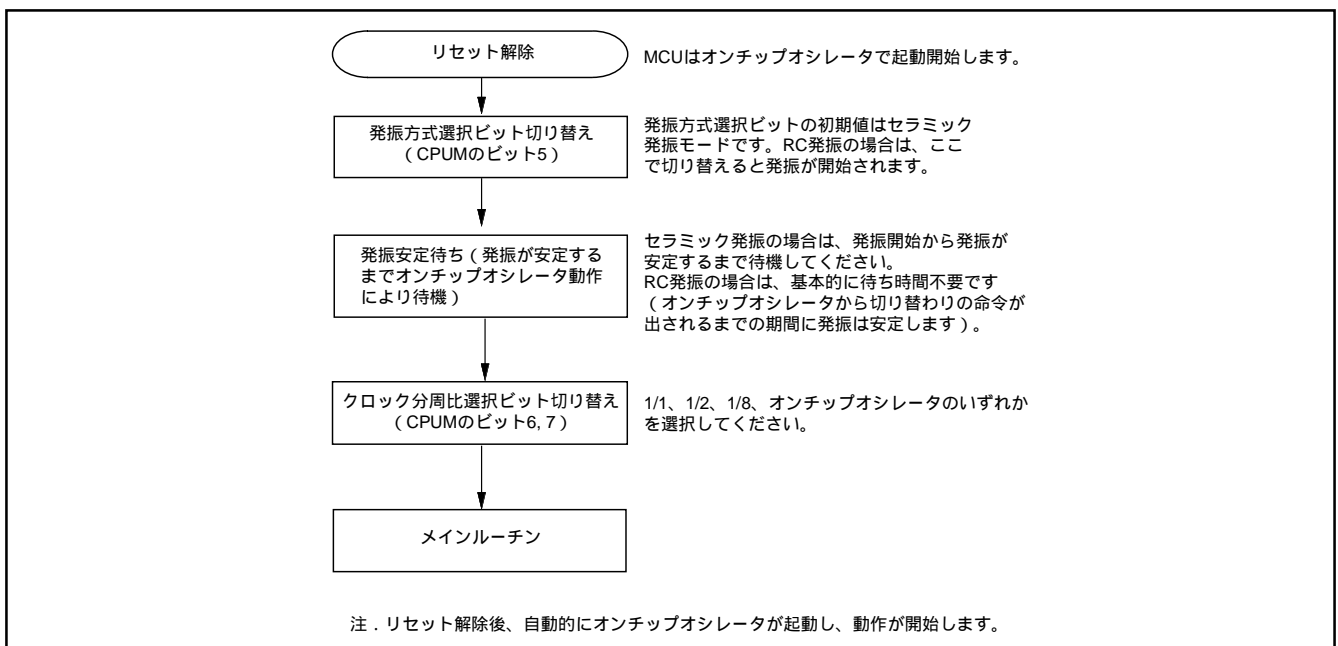 リセット解除
MCUはオンチップオシレータで起動開始します。
発振方式選択ビット切り替え
（CPUMのビット5）
発振方式選択ビットの初期値はセラミック
発振モードです。RC発振の場合は、ここ
で切り替えると発振が開始されます。
発振安定待ち（発振が安定する
までオンチップオシレータ動作
により待機）
セラミック発振の場合は、発振開始から発振が
安定するまで待機してください。
RC発振の場合は、基本的に待ち時間不要です
（オンチップオシレータから切り替わりの命令が
出されるまでの期間に発振は安定します）。
クロック分周比選択ビット切り替え
（CPUMのビット6, 7）
1/1、1/2、1/8、オンチップオシレータのいずれか
を選択してください。
メインルーチン
注．リセット解除後、自動的にオンチップオシレータが起動し、動作が開始します。